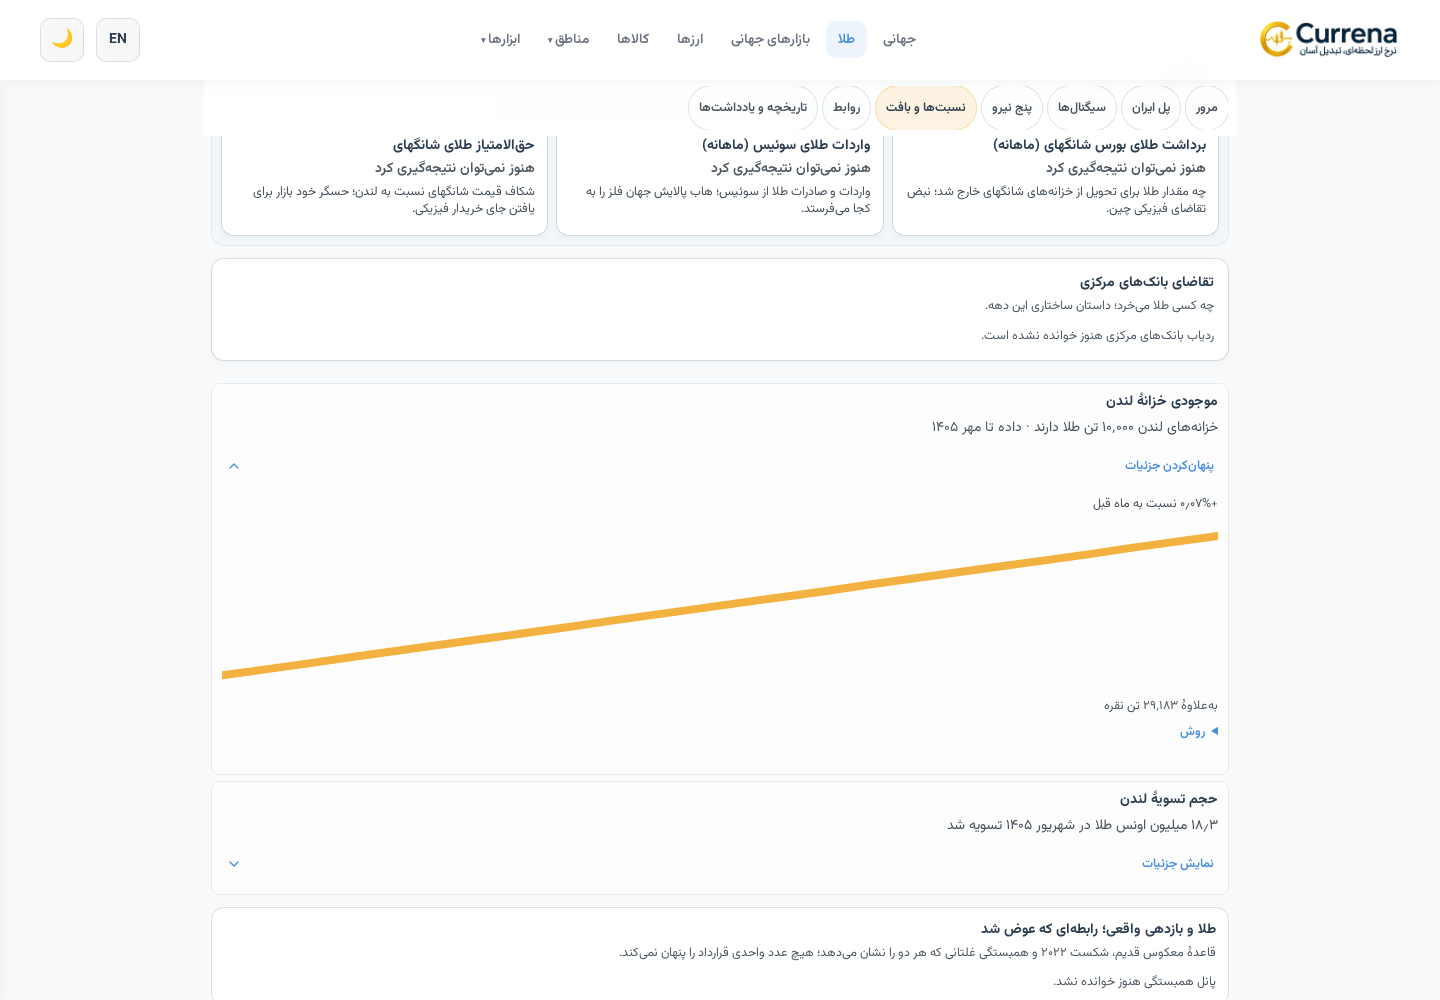 Currena
نرخ ارز لحظه‌ای، تبدیل آسان
جهانی
طلا
بازارهای جهانی
ارزها
کالاها
مناطق ▾
ابزارها ▾
EN
مرور
پل ایران
سیگنال‌ها
پنج نیرو
نسبت‌ها و بافت
روابط
تاریخچه و یادداشت‌ها
برداشت طلای بورس شانگهای (ماهانه)
هنوز نمی‌توان نتیجه‌گیری کرد
چه مقدار طلا برای تحویل از خزانه‌های شانگهای خارج شد؛ نبض
تقاضای فیزیکی چین.
واردات طلای سوئیس (ماهانه)
هنوز نمی‌توان نتیجه‌گیری کرد
واردات و صادرات طلا از سوئیس؛ هاب پالایش جهان فلز را به
کجا می‌فرستد.
حق‌الامتیاز طلای شانگهای
هنوز نمی‌توان نتیجه‌گیری کرد
شکاف قیمت شانگهای نسبت به لندن؛ حسگر خود بازار برای
یافتن جای خریدار فیزیکی.
تقاضای بانک‌های مرکزی
چه کسی طلا می‌خرد؛ داستان ساختاری این دهه.
ردیاب بانک‌های مرکزی هنوز خوانده نشده است.
موجودی خزانهٔ لندن
خزانه‌های لندن ۱۰,۰۰۰ تن طلا دارند · داده تا مهر ۱۴۰۵
پنهان‌کردن جزئیات
+۰٫۰۷% نسبت به ماه قبل
به‌علاوهٔ ۲۹,۱۸۳ تن نقره
روش
حجم تسویهٔ لندن
۱۸٫۳ میلیون اونس طلا در شهریور ۱۴۰۵ تسویه شد
نمایش جزئیات
طلا و بازدهی واقعی؛ رابطه‌ای که عوض شد
قاعدهٔ معکوس قدیم، شکست ۲۰۲۲ و همبستگی غلتانی که هر دو را نشان می‌دهد؛ هیچ عدد واحدی قرارداد را پنهان نمی‌کند.
پانل همبستگی هنوز خوانده نشد.